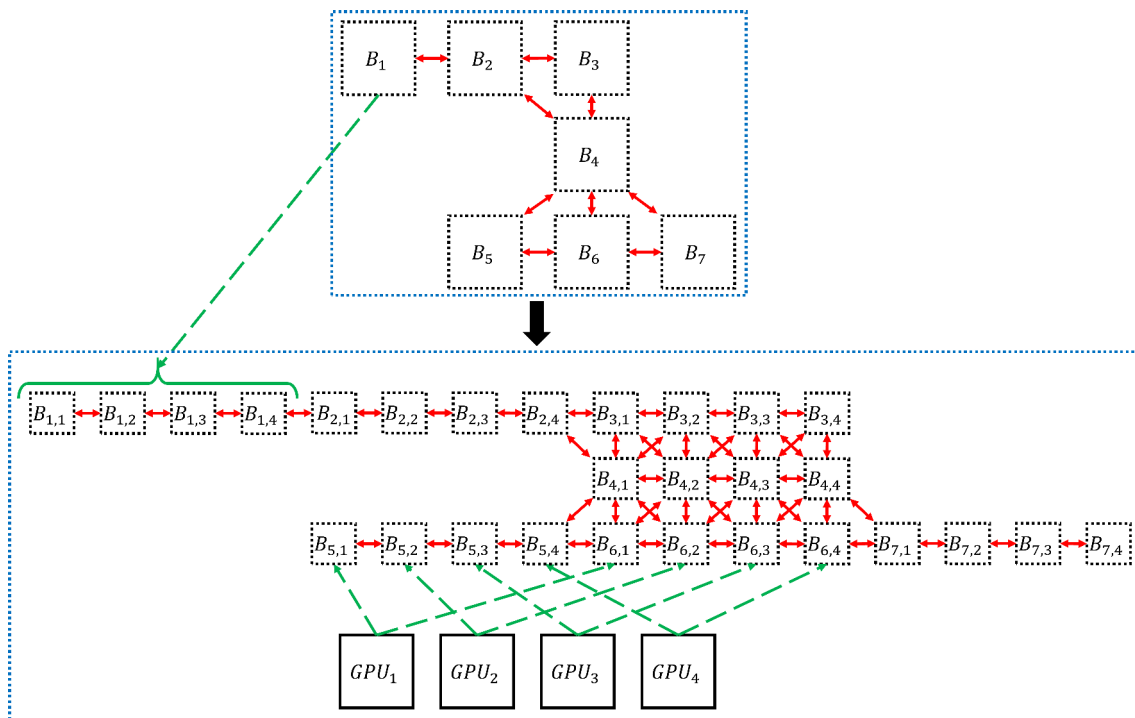 B₁ B₂ B₃
B₄
B₅ B₆ B₇
B₁,₁ B₁,₂ B₁,₃ B₁,₄ B₂,₁ B₂,₂ B₂,₃ B₂,₄ B₃,₁ B₃,₂ B₃,₃ B₃,₄
B₄,₁ B₄,₂ B₄,₃ B₄,₄
B₅,₁ B₅,₂ B₅,₃ B₅,₄ B₆,₁ B₆,₂ B₆,₃ B₆,₄ B₇,₁ B₇,₂ B₇,₃ B₇,₄
GPU₁ GPU₂ GPU₃ GPU₄